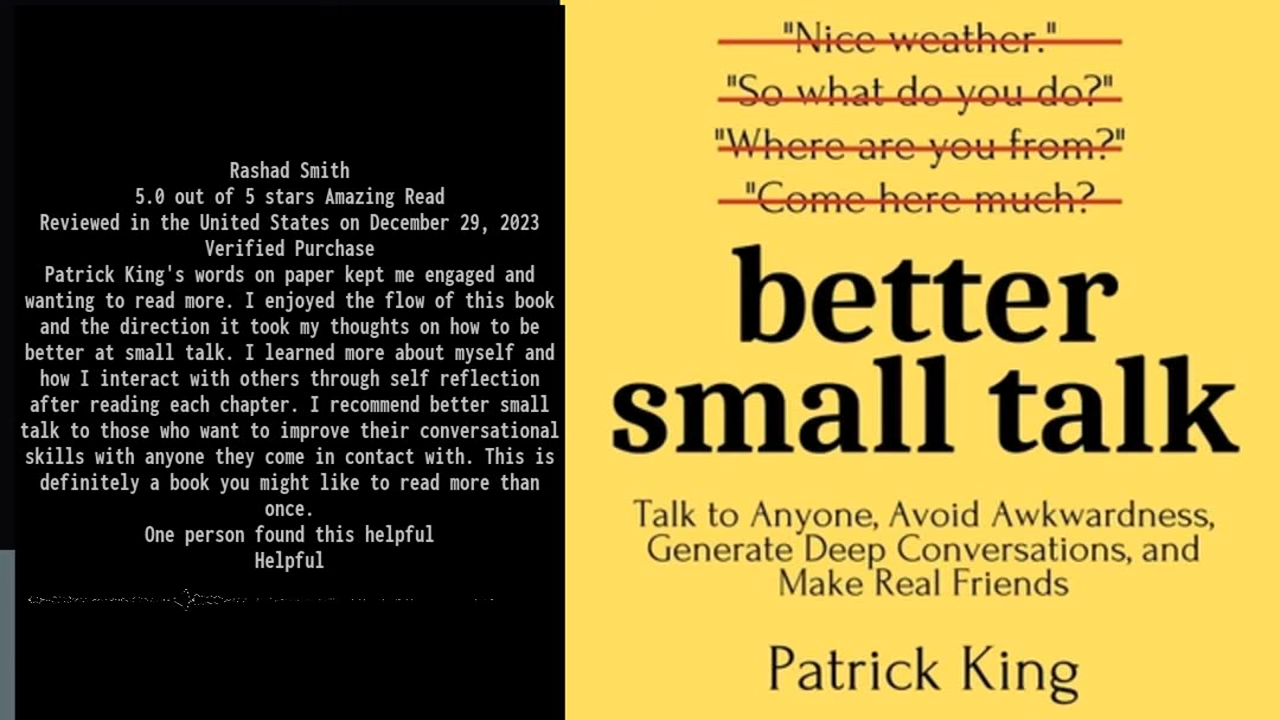 Rashad Smith
5.0 out of 5 stars Amazing Read
Reviewed in the United States on December 29, 2023
Verified Purchase
Patrick King's words on paper kept me engaged and
wanting to read more. I enjoyed the flow of this book
and the direction it took my thoughts on how to be
better at small talk. I learned more about myself and
how I interact with others through self reflection
after reading each chapter. I recommend better small
talk to those who want to improve their conversational
skills with anyone they come in contact with. This is
definitely a book you might like to read more than
once.
One person found this helpful
Helpful
"Nice weather."
"So what do you do?"
"Where are you from?"
"Come here much?
better
small talk
Talk to Anyone, Avoid Awkwardness,
Generate Deep Conversations, and
Make Real Friends
Patrick King